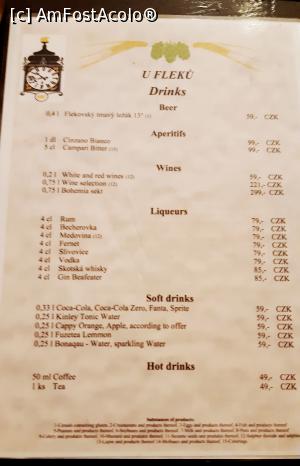 [c] AmFostAcolo®
U FLEKŮ
Drinks
Beer
0,4 l Flekovský tmavý ležák 13° (1) 59,- CZK
Aperitifs
1 dl Cinzano Bianco 99,- CZK
5 cl Campari Bitter (10) 99,- CZK
Wines
0,2 l White and red wines (12) 59,- CZK
0,75 l Wine selection (12) 221,- CZK
0,75 l Bohemia sekt 299,- CZK
Liqueurs
4 cl Rum 79,- CZK
4 cl Becherovka 79,- CZK
4 cl Medovina (12) 79,- CZK
4 cl Fernet 79,- CZK
4 cl Slivovice 79,- CZK
4 cl Vodka 79,- CZK
4 cl Skotská whisky 85,- CZK
4 cl Gin Beafeater 85,- CZK
Soft drinks
0,33 l Coca-Cola, Coca-Cola Zero, Fanta, Sprite 59,- CZK
0,25 l Kinley Tonic Water 59,- CZK
0,25 l Cappy Orange, Apple, according to offer 59,- CZK
0,25 l Fuzetea Lommon 59,- CZK
0,25 l Bonaqau - Water, sparkling Water 59,- CZK
Hot drinks
50 ml Coffee 49,- CZK
1 ks Tea 49,- CZK
Substances of products: